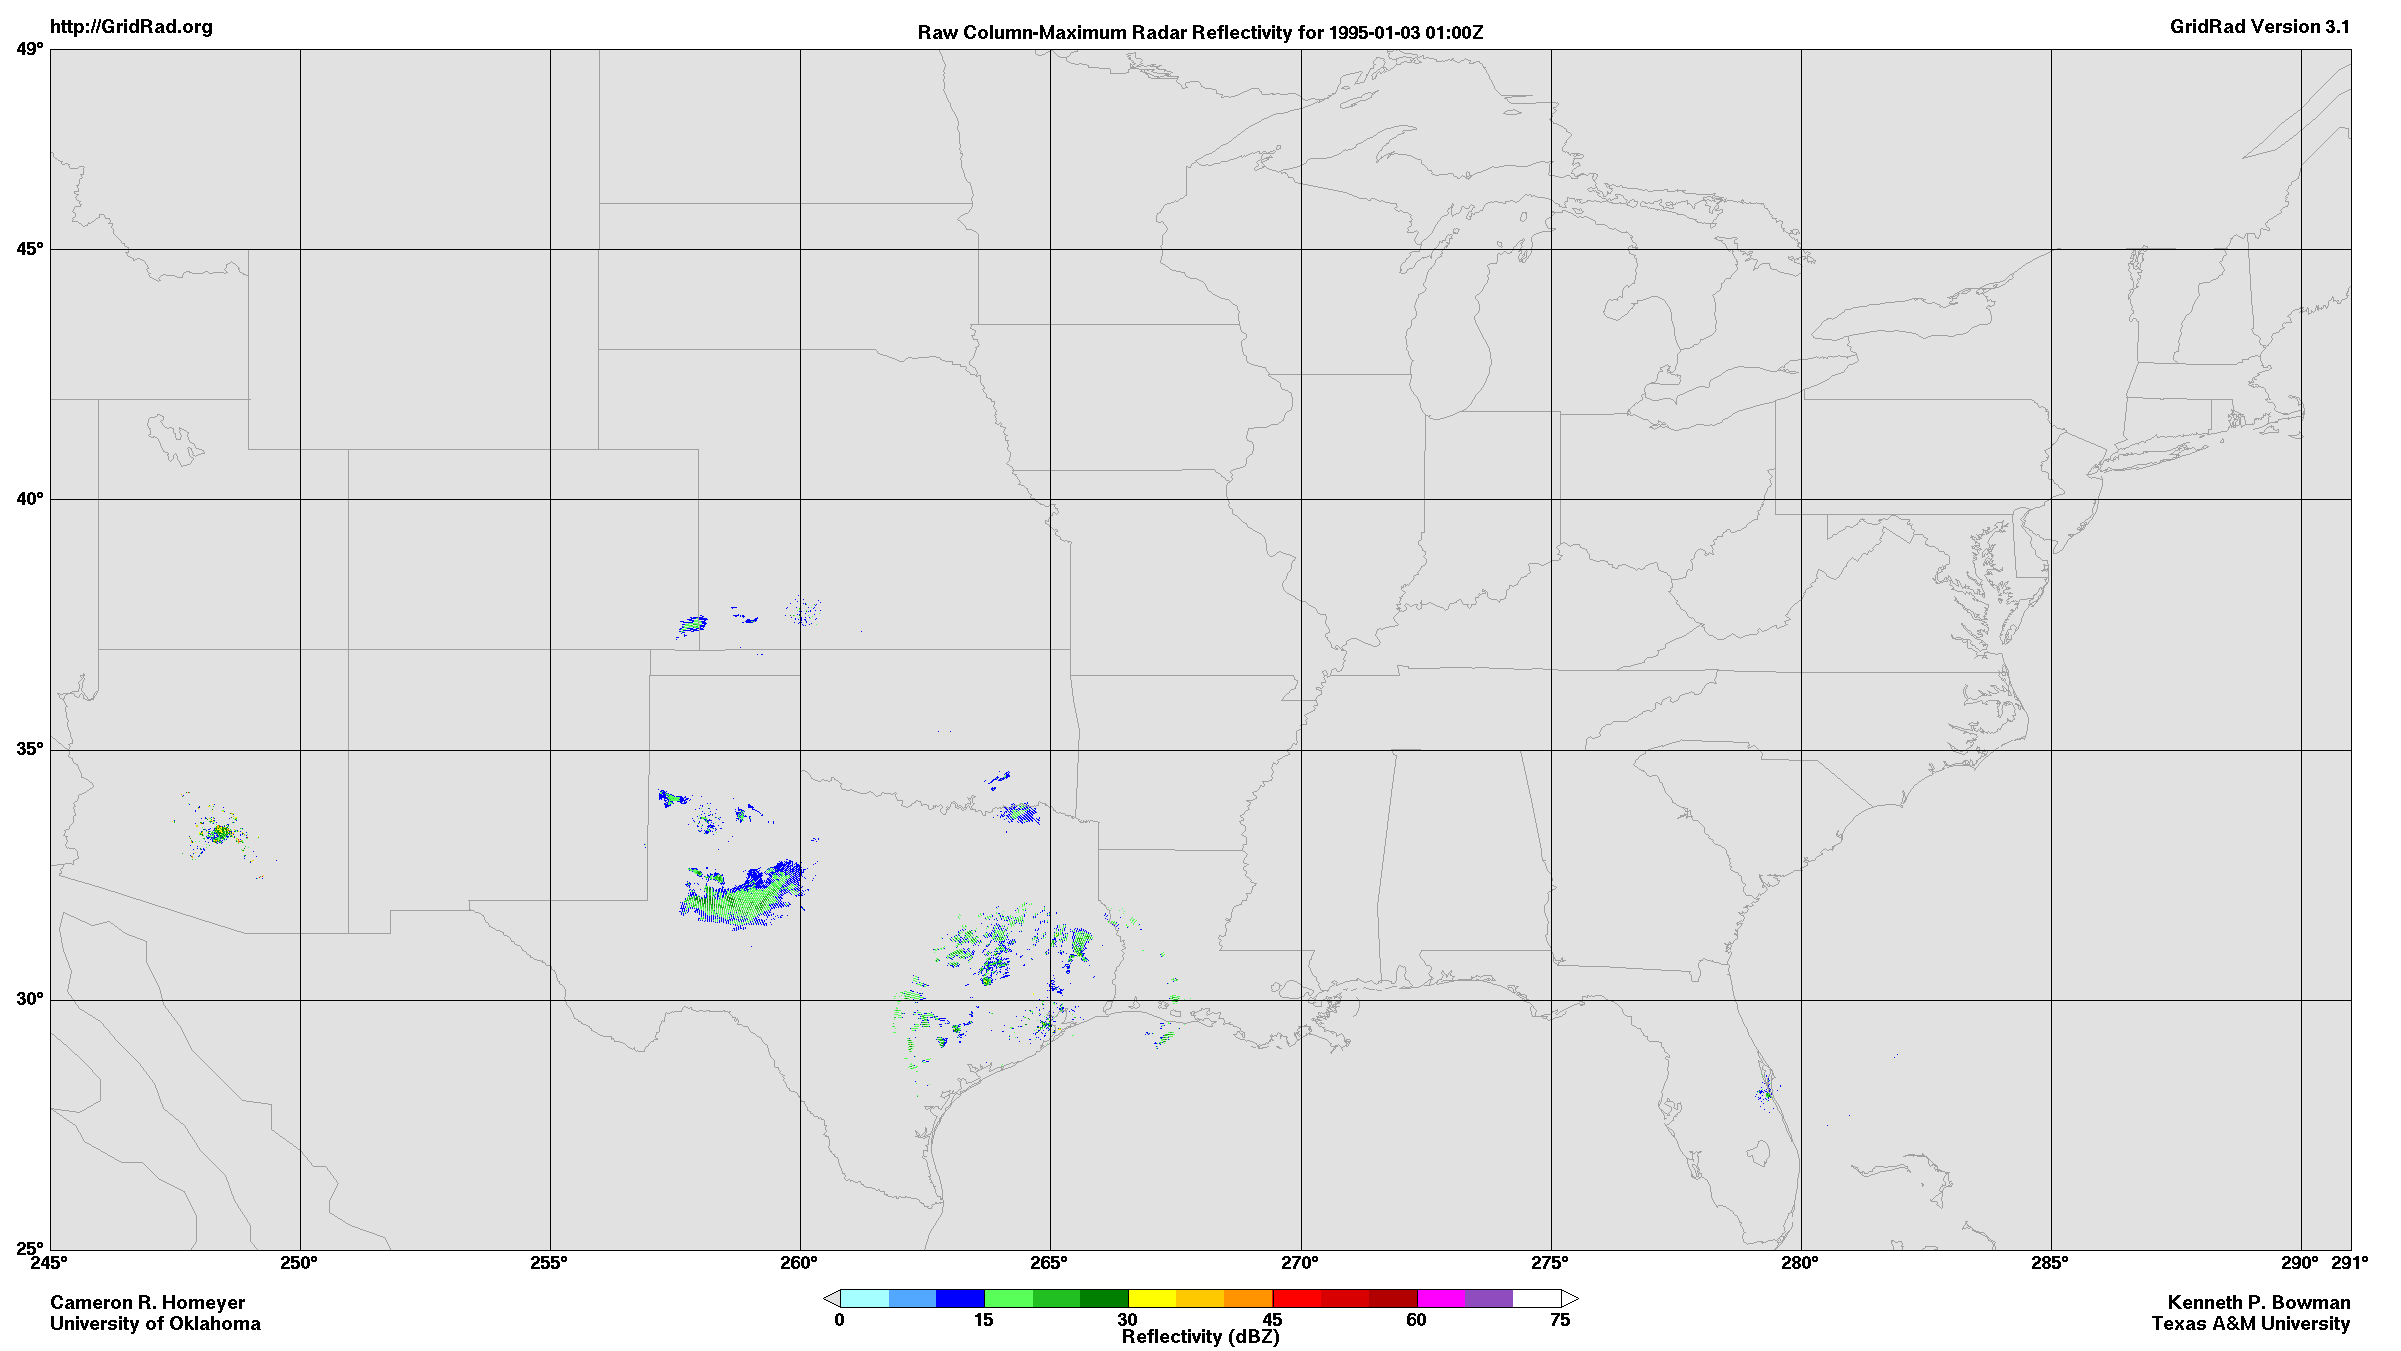 http://GridRad.org
Raw Column-Maximum Radar Reflectivity for 1995-01-03 01:00Z
GridRad Version 3.1
49°
45°
40°
35°
30°
25°
245° 250° 255° 260° 265° 270° 275° 280° 285° 290° 291°
0 15 30 45 60 75
Reflectivity (dBZ)
Cameron R. Homeyer
University of Oklahoma
Kenneth P. Bowman
Texas A&M University